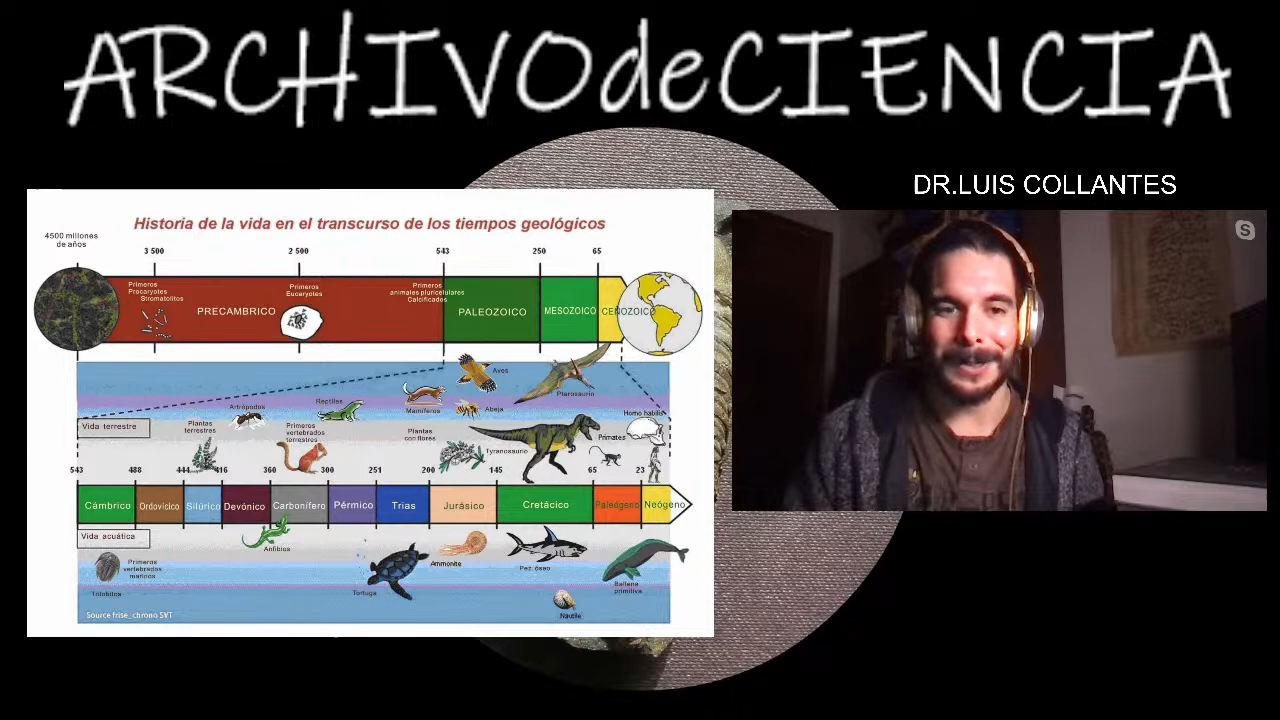 ARCHIVOdeCIENCIA
DR.LUIS COLLANTES
Historia de la vida en el transcurso de los tiempos geológicos
4500 millones
de años
3 500
2 500
543
250
65
Primeros
Procaryotes
Stromatolitos
Primeros
Eucaryotes
Primeros
animales pluricelulares
Calcificados
PRECAMBRICO
PALEOZOICO
MESOZOICO
CENOZOICO
Aves
Pterosaurio
Reptiles
Mamíferos
Abeja
Artrópodos
Homo habilis
Vida terrestre
Plantas
terrestres
Primeros
vertebrados
terrestres
Plantas
con flores
Tyranosaurio
Primates
543
488
444
416
360
300
251
200
145
65
23
Cámbrico
Ordovícico
Silúrico
Devónico
Carbonífero
Pérmico
Trias
Jurásico
Cretácico
Paleógeno
Neógeno
Vida acuática
Anfibios
Ammonite
Primeros
vertebrados
marinos
Pez óseo
Ballena
primitiva
Trilobitos
Tortuga
Nautile
Source frise_chrono SVT